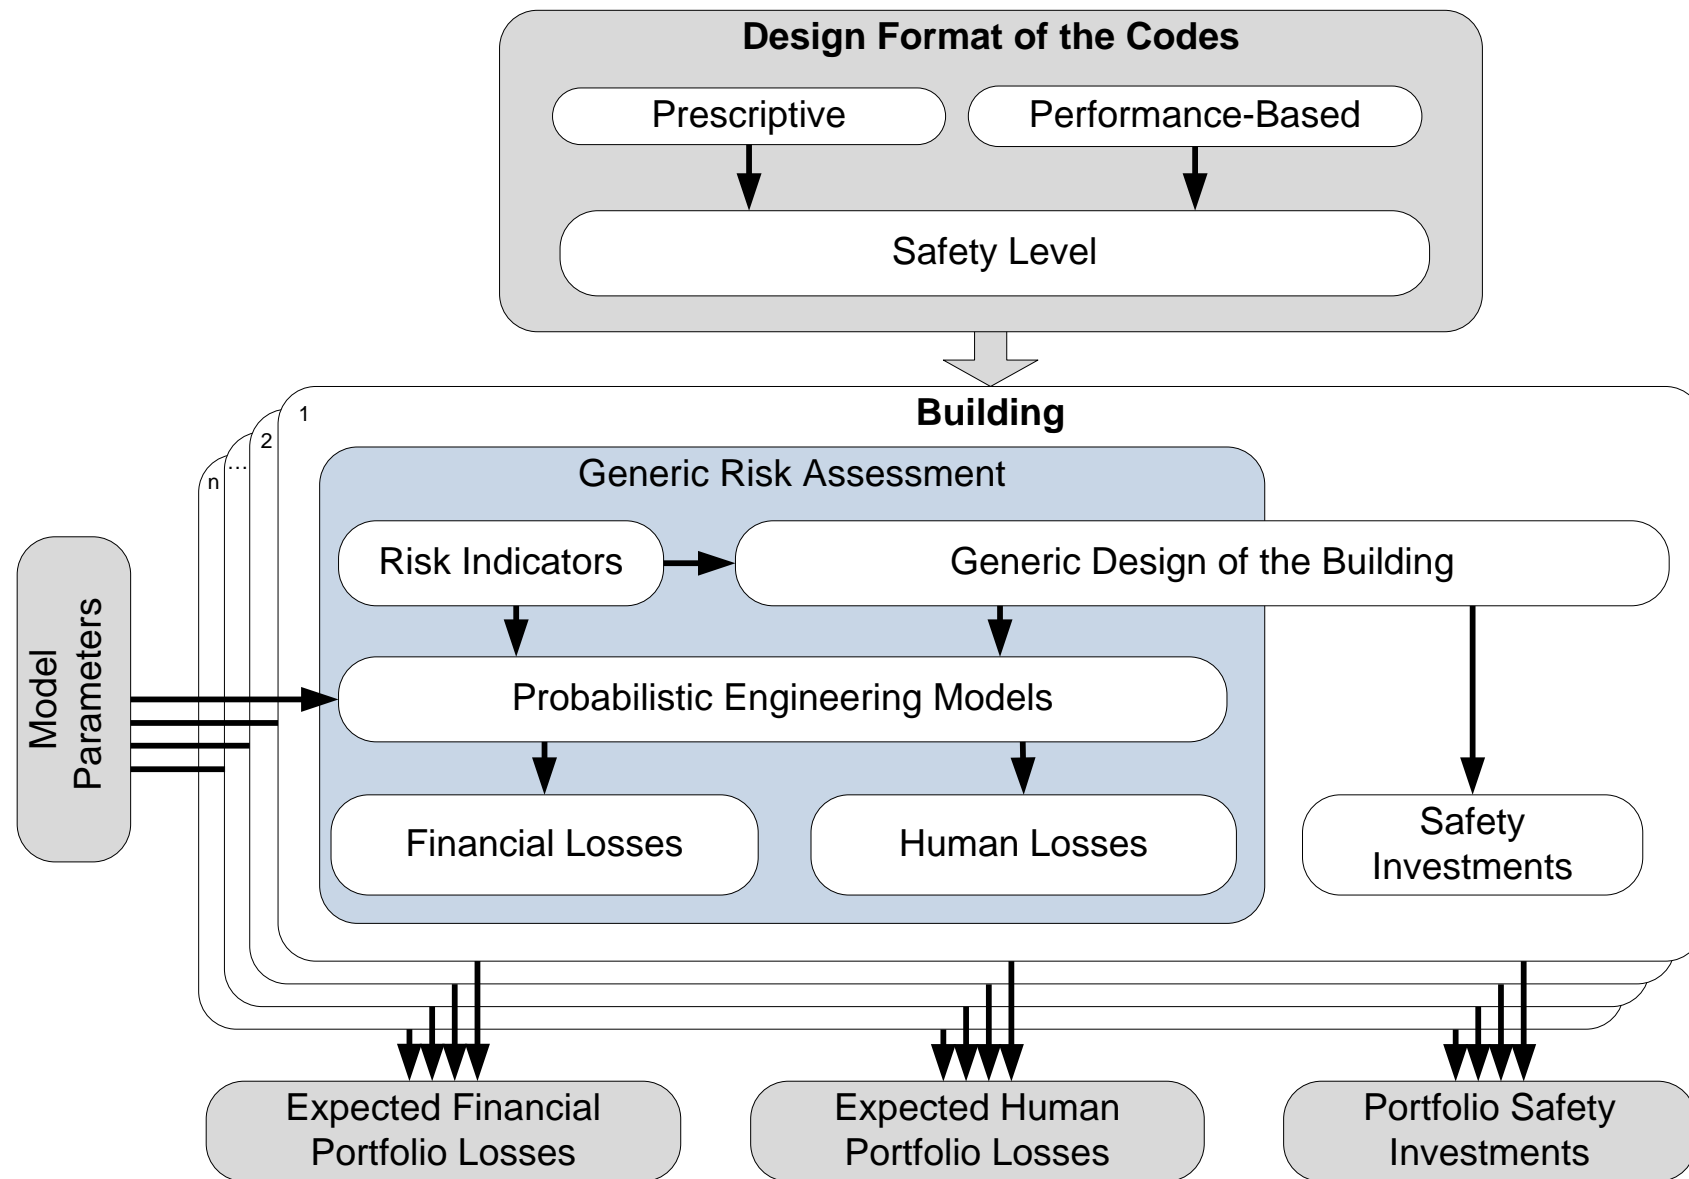 Design Format of the Codes
Prescriptive
Performance-Based
Safety Level
1
2
...
n
Building
Generic Risk Assessment
Risk Indicators
Generic Design of the Building
Model
Parameters
Probabilistic Engineering Models
Financial Losses
Human Losses
Safety
Investments
Expected Financial
Portfolio Losses
Expected Human
Portfolio Losses
Portfolio Safety
Investments